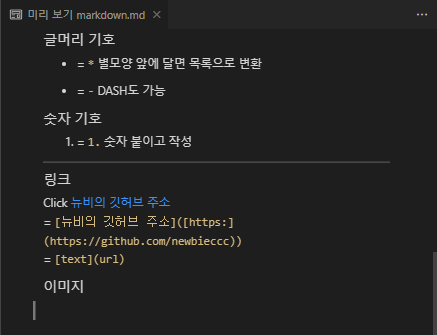 미리 보기 markdown.md
글머리 기호
• = * 별모양 앞에 달면 목록으로 변환
• = - DASH도 가능
숫자 기호
1. = 1. 숫자 붙이고 작성
링크
Click 뉴비의 깃허브 주소
= [뉴비의 깃허브 주소]([https:]
(https://github.com/newbieccc))
= [text](url)
이미지